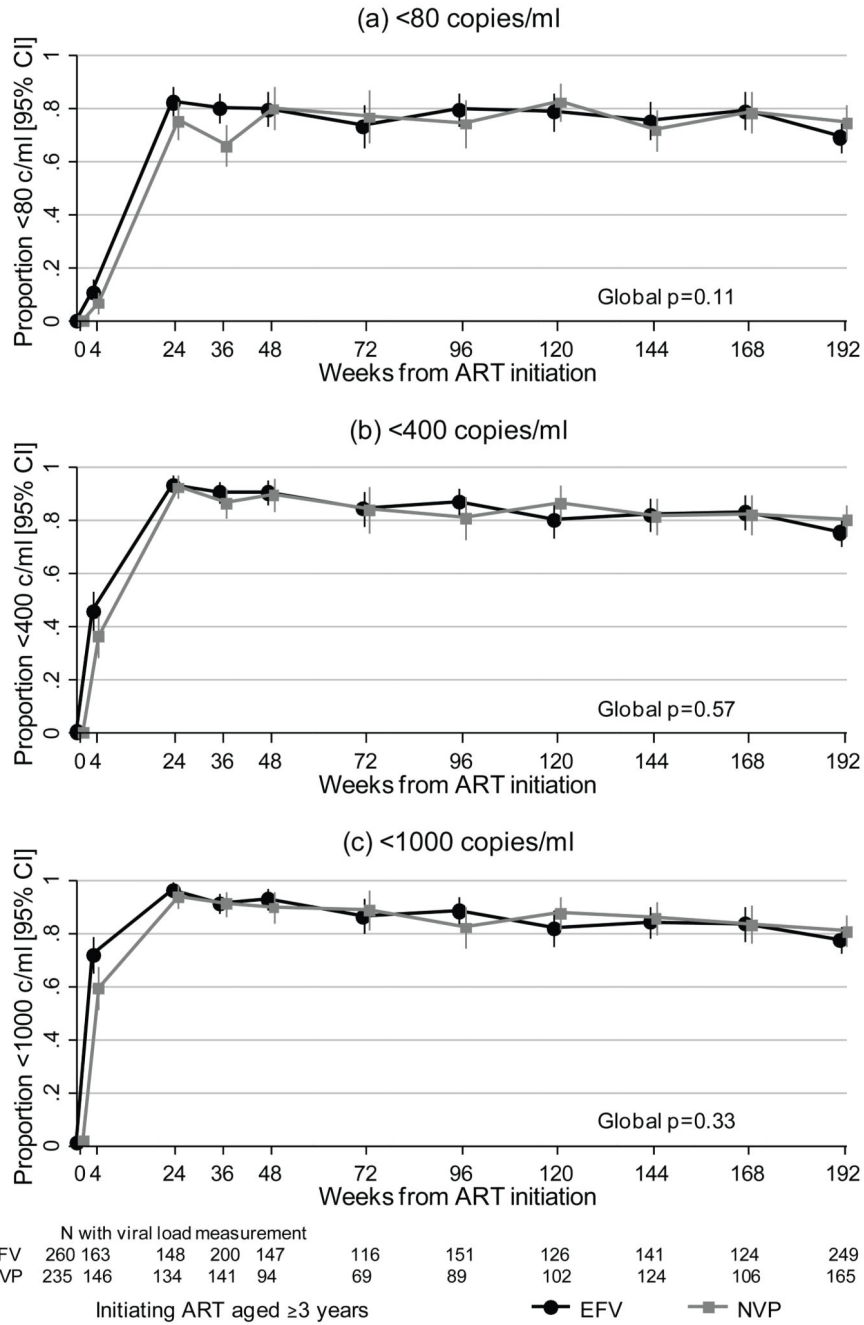 (a) <80 copies/ml
Proportion <80 c/ml [95% CI]
0 .2 .4 .6 .8 1
Global p=0.11
0 4 24 36 48 72 96 120 144 168 192
Weeks from ART initiation
(b) <400 copies/ml
Proportion <400 c/ml [95% CI]
0 .2 .4 .6 .8 1
Global p=0.57
0 4 24 36 48 72 96 120 144 168 192
Weeks from ART initiation
(c) <1000 copies/ml
Proportion <1000 c/ml [95% CI]
0 .2 .4 .6 .8 1
Global p=0.33
0 4 24 36 48 72 96 120 144 168 192
Weeks from ART initiation
N with viral load measurement
FV 260 163 148 200 147 116 151 126 141 124 249
VP 235 146 134 141 94 69 89 102 124 106 165
Initiating ART aged ≥3 years EFV NVP